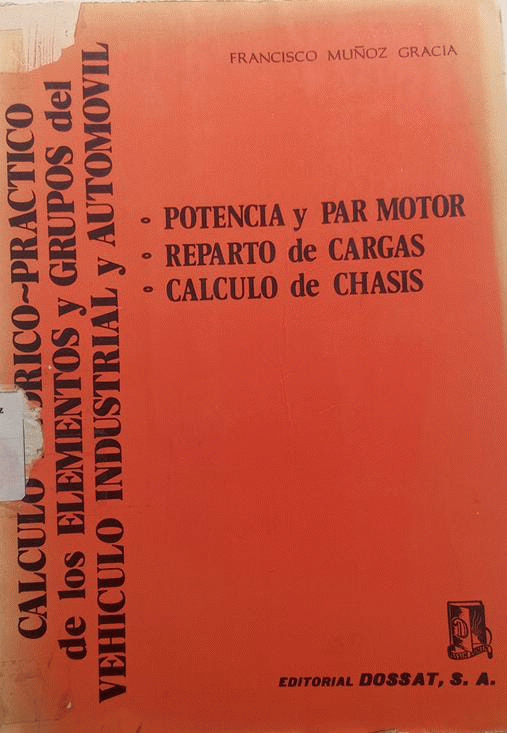 FRANCISCO MUÑOZ GRACIA
CALCULO RICO~PRACTICO
de los ELEMENTOS y GRUPOS del
VEHICULO INDUSTRIAL y AUTOMOVIL
POTENCIA y PAR MOTOR
REPARTO de CARGAS
CALCULO de CHASIS
EDITORIAL DOSSAT, S. A.